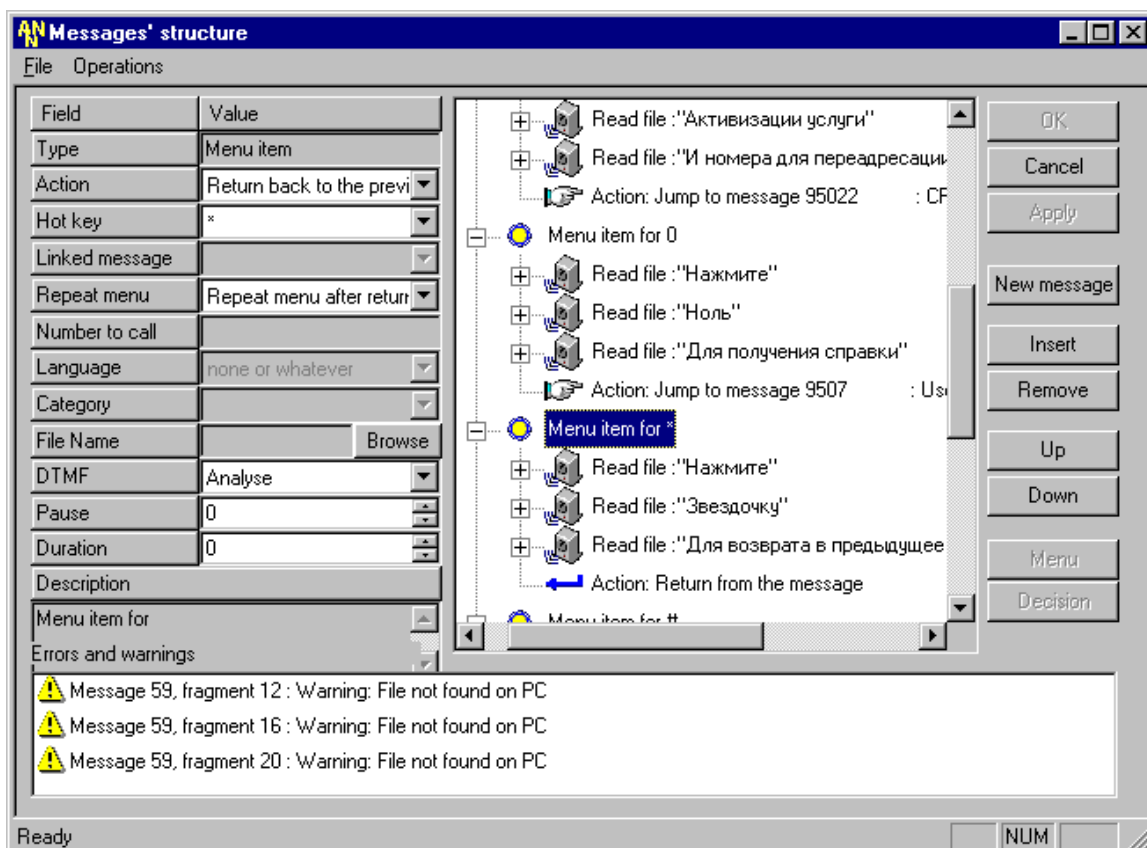 Messages' structure
File Operations
Field Value
Type Menu item
Action Return back to the previ
Hot key *
Linked message
Repeat menu Repeat menu after return
Number to call
Language none or whatever
Category
File Name Browse
DTMF Analyse
Pause 0
Duration 0
Description
Menu item for
Read file :"Активизации услуги"
Read file :"И номера для переадресации
Action: Jump to message 95022 : CF
Menu item for 0
Read file :"Нажмите"
Read file :"Ноль"
Read file :"Для получения справки"
Action: Jump to message 9507 : Use
Menu item for *
Read file :"Нажмите"
Read file :"Звездочку"
Read file :"Для возврата в предыдущее
Action: Return from the message
Menu item for #
OK
Cancel
Apply
New message
Insert
Remove
Up
Down
Menu
Decision
Errors and warnings
Message 59, fragment 12 : Warning: File not found on PC
Message 59, fragment 16 : Warning: File not found on PC
Message 59, fragment 20 : Warning: File not found on PC
Ready NUM